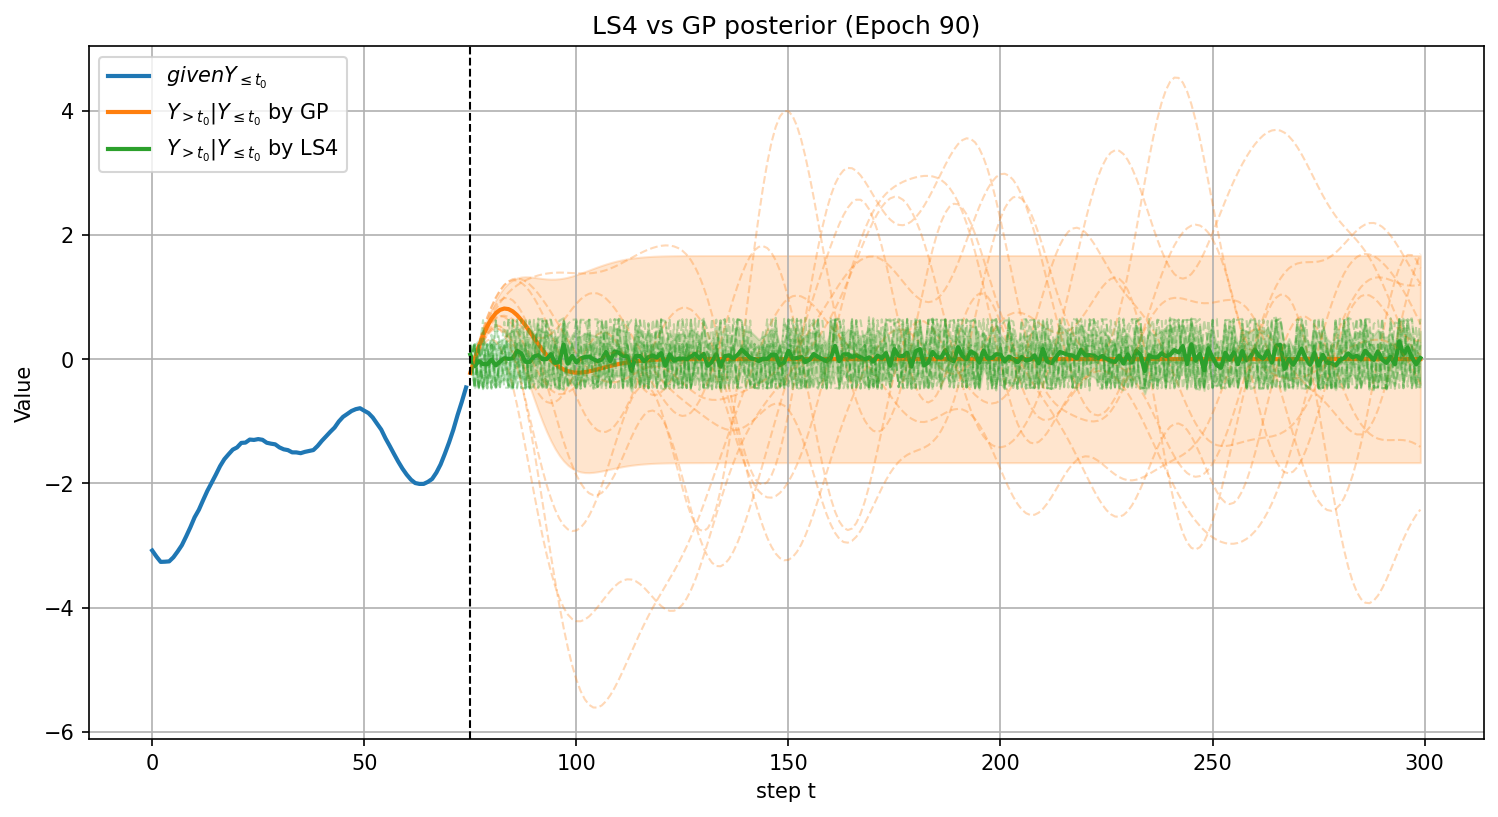 LS4 vs GP posterior (Epoch 90)
givenY≤t₀
Y>t₀|Y≤t₀ by GP
Y>t₀|Y≤t₀ by LS4
Value
4
2
0
−2
−4
−6
0 50 100 150 200 250 300
step t